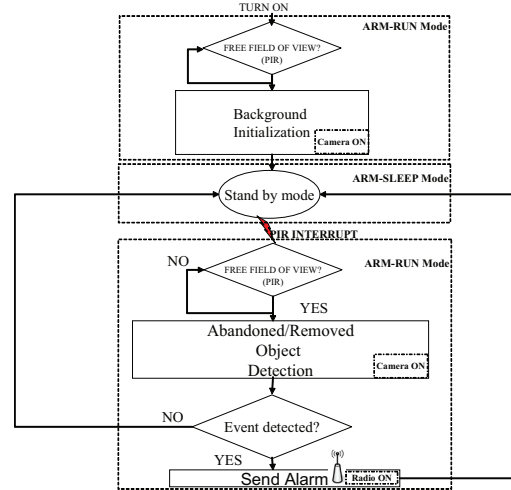 TURN ON
ARM-RUN Mode
FREE FIELD OF VIEW?
(PIR)
Background
Initialization
Camera ON
ARM-SLEEP Mode
Stand by mode
PIR INTERRUPT
NO
FREE FIELD OF VIEW?
(PIR)
ARM-RUN Mode
YES
Abandoned/Removed
Object
Detection
Camera ON
NO
Event detected?
YES
Send Alarm
Radio ON